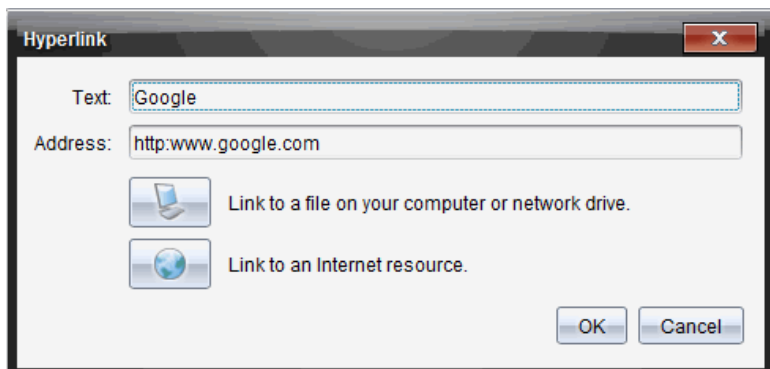 Hyperlink
Text: Google
Address: http:www.google.com
Link to a file on your computer or network drive.
Link to an Internet resource.
OK Cancel